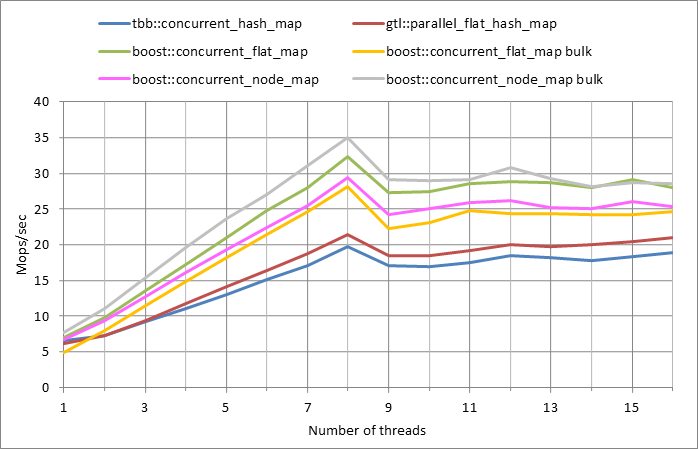 tbb::concurrent_hash_map gtl::parallel_flat_hash_map
boost::concurrent_flat_map boost::concurrent_flat_map bulk
boost::concurrent_node_map boost::concurrent_node_map bulk
40
35
30
25
20
15
10
5
0
Mops/sec
1 3 5 7 9 11 13 15
Number of threads